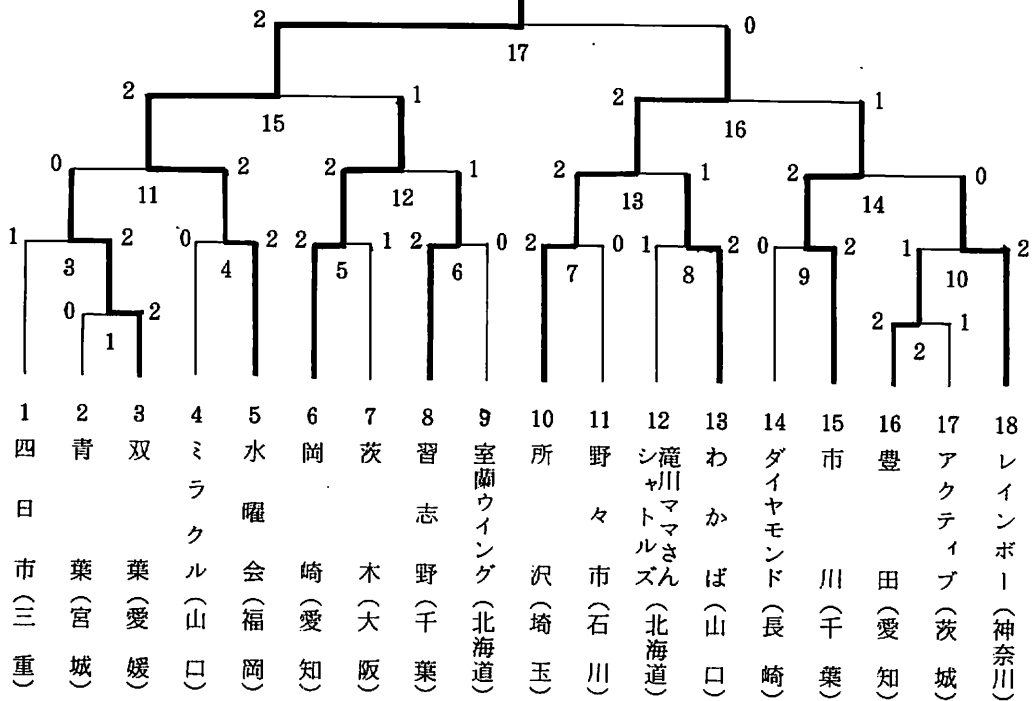 2 0
17
2 1 2 1
15 16
0 2 2 1 2 1 2 0
11 12 13 14
1 2 0 2 2 1 2 0 2 0 1 2 0 2 1 2
3 4 5 6 7 8 9 10
0 2 2 1
1 2
1 四日市(三重)
2 青葉(宮城)
3 双葉(愛媛)
4 ミラクル(山口)
5 水曜会(福岡)
6 岡崎(愛知)
7 茨木(大阪)
8 習志野(千葉)
9 室蘭ウイング(北海道)
10 所沢(埼玉)
11 野々市(石川)
12 滝川ママさんシャトルズ(北海道)
13 わかば(山口)
14 ダイヤモンド(長崎)
15 市川(千葉)
16 豊田(愛知)
17 アクティブ(茨城)
18 レインボー(神奈川)